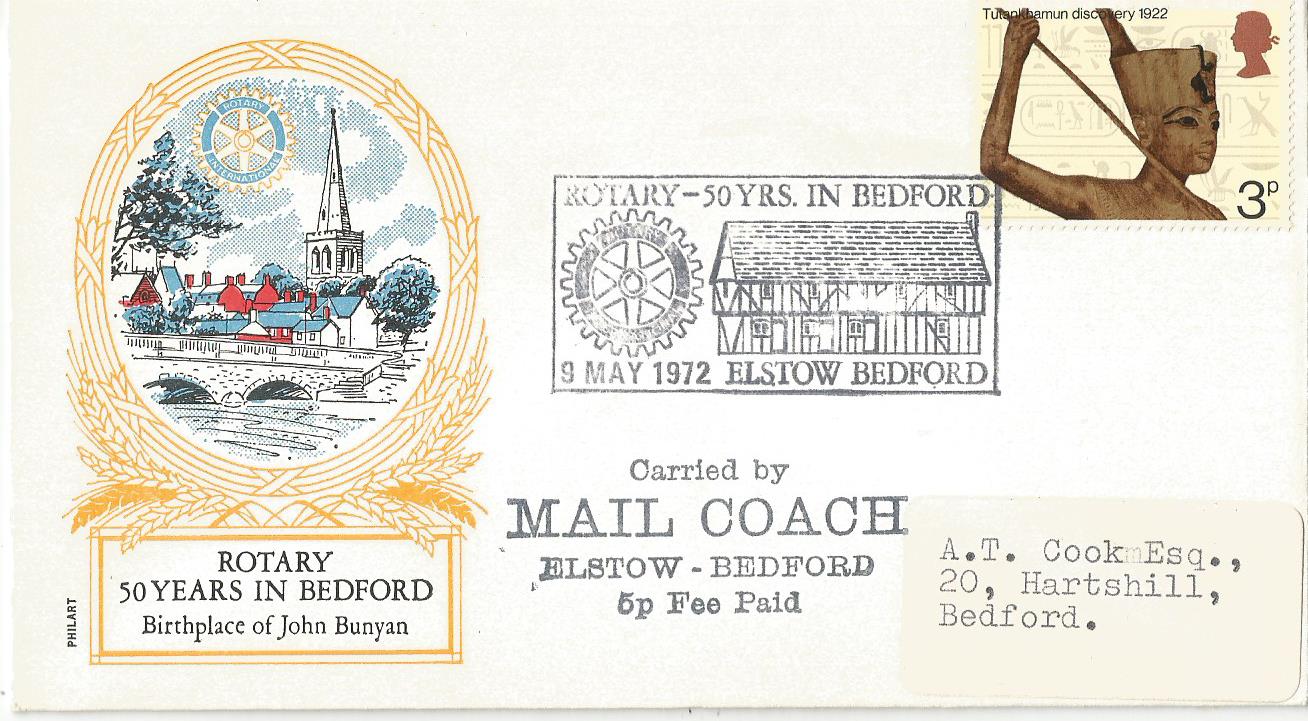 Tutankhamun discovery 1922
3p
ROTARY
INTERNATIONAL
ROTARY-50 YRS. IN BEDFORD
9 MAY 1972 ELSTOW BEDFORD
Carried by
MAIL COACH
ELSTOW - BEDFORD
5p Fee Paid
A.T. Cook Esq.,
20, Hartshill,
Bedford.
ROTARY
50 YEARS IN BEDFORD
Birthplace of John Bunyan
PHILART